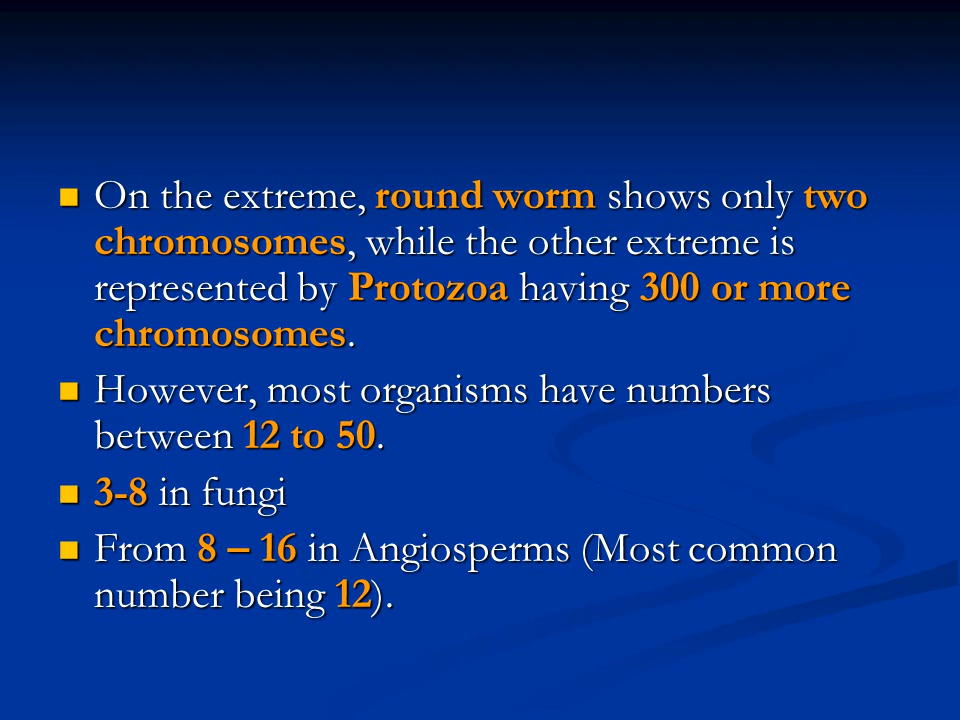 On the extreme, round worm shows only two
chromosomes, while the other extreme is
represented by Protozoa having 300 or more
chromosomes.
However, most organisms have numbers
between 12 to 50.
3-8 in fungi
From 8 – 16 in Angiosperms (Most common
number being 12).